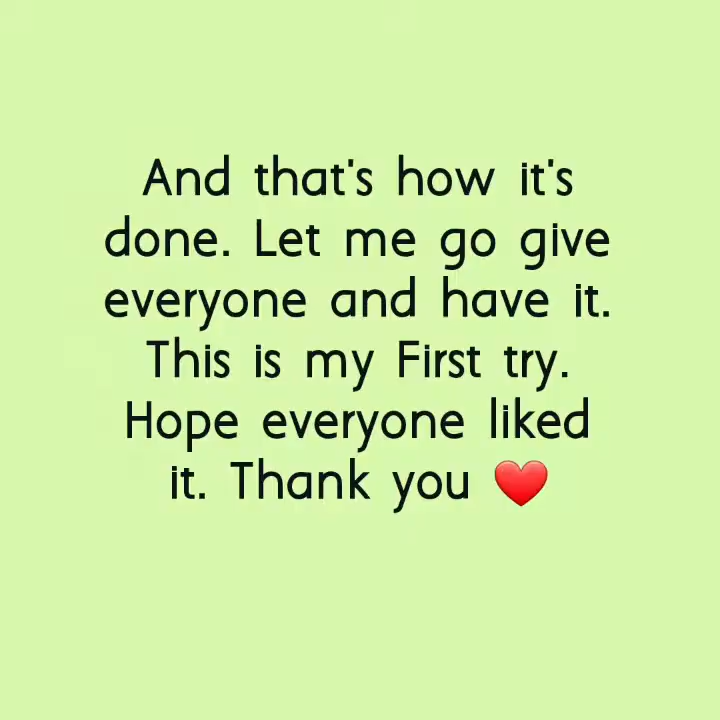 And that's how it's
done. Let me go give
everyone and have it.
This is my First try.
Hope everyone liked
it. Thank you ❤️